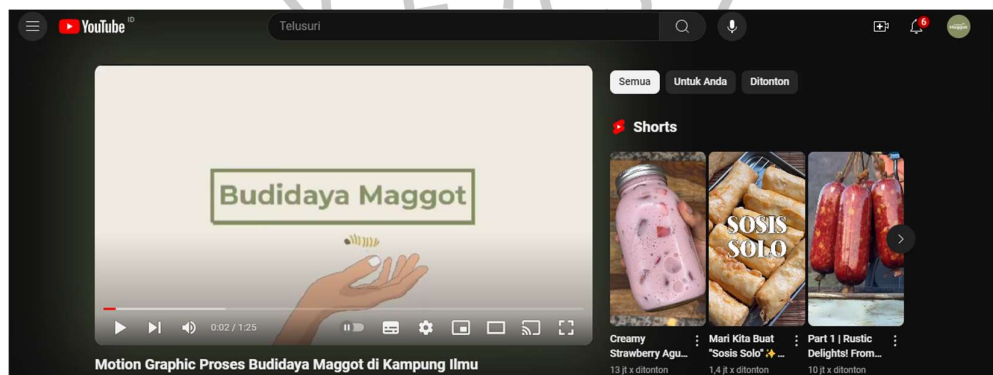 YouTube ID
Telusuri
6
Semua
Untuk Anda
Ditonton
Budidaya Maggot
0:02 / 1:25
Motion Graphic Proses Budidaya Maggot di Kampung Ilmu
Shorts
SOSIS
SOLO
Creamy
Strawberry Agu...
13 jt x ditonton
Mari Kita Buat
"Sosis Solo"✨ ...
1,4 jt x ditonton
Part 1 | Rustic
Delights! From...
10 jt x ditonton